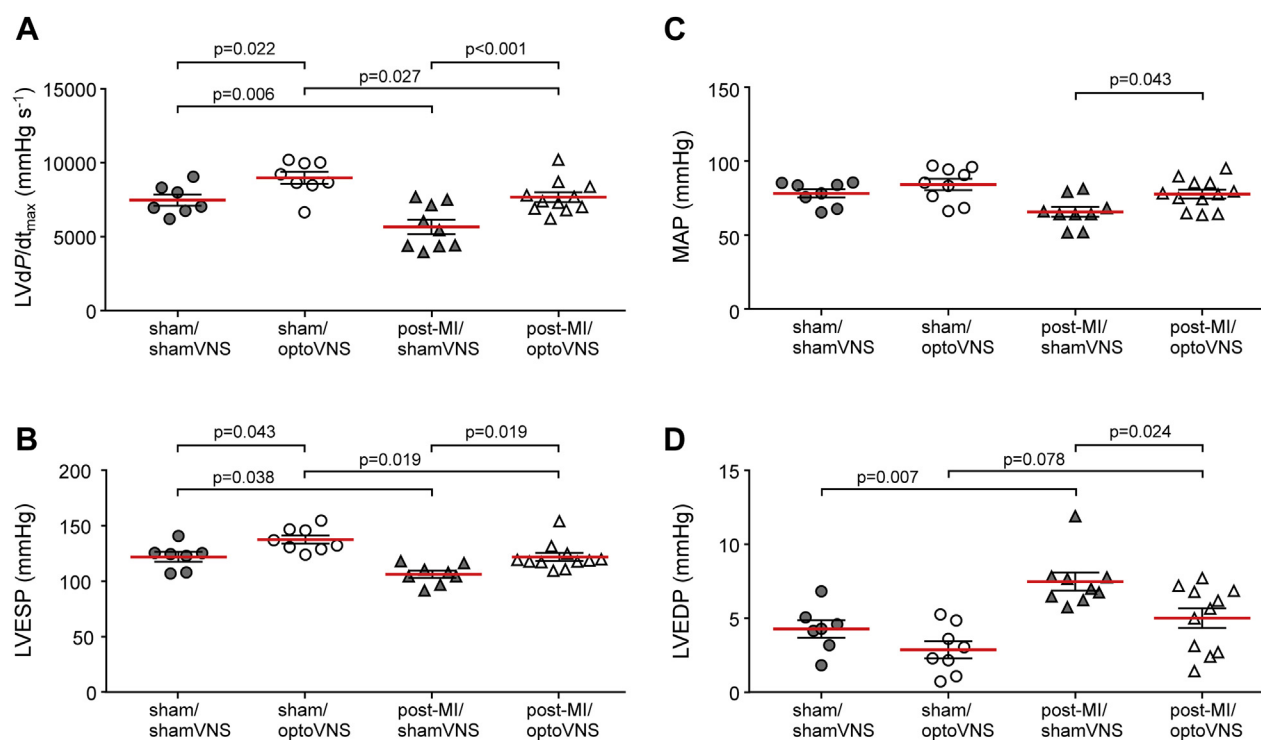 A
p=0.022
p<0.001
p=0.027
p=0.006
LVdP/dtmax (mmHg s-1)
15000
10000
5000
0
sham/
shamVNS
sham/
optoVNS
post-MI/
shamVNS
post-MI/
optoVNS
C
p=0.043
MAP (mmHg)
150
100
50
0
sham/
shamVNS
sham/
optoVNS
post-MI/
shamVNS
post-MI/
optoVNS
B
p=0.043
p=0.019
p=0.019
p=0.038
LVESP (mmHg)
200
150
100
50
0
sham/
shamVNS
sham/
optoVNS
post-MI/
shamVNS
post-MI/
optoVNS
D
p=0.024
p=0.078
p=0.007
LVEDP (mmHg)
15
10
5
0
sham/
shamVNS
sham/
optoVNS
post-MI/
shamVNS
post-MI/
optoVNS